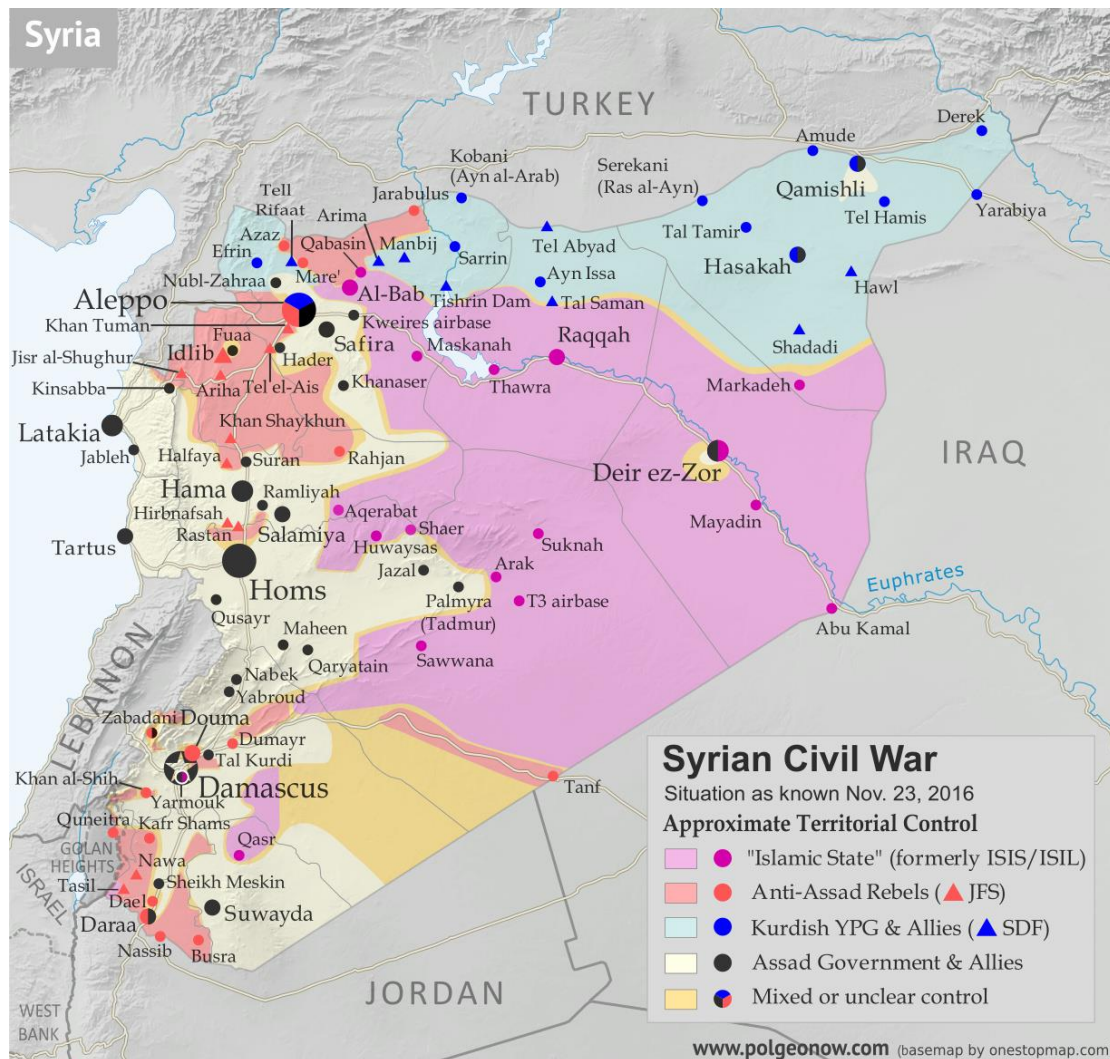 Syria
TURKEY
Derek
Amude
Kobani
(Ayn al-Arab)
Serekani
(Ras al-Ayn)
Qamishli
Tell
Rifaat
Jarabulus
Arima
Yarabiya
Tel Hamis
Azaz
Qabasin
Manbij
Tel Abyad
Tal Tamir
Efrin
Sarrin
Hasakah
Nubl-Zahraa
Mare'
Ayn Issa
Hawl
Aleppo
Al-Bab
Tishrin Dam
Tal Saman
Khan Tuman
Kweires airbase
Fuaa
Safira
Raqqah
Shadadi
Jisr al-Shughur
Idlib
Hader
Maskanah
Kinsabba
Ariha
Tel el-Ais
Khanaser
Thawra
Markadeh
Latakia
Khan Shaykhun
Jableh
Halfaya
Suran
Rahjan
Deir ez-Zor
IRAQ
Hama
Ramliyah
Aqerabat
Mayadin
Hirbnafsah
Shaer
Rastan
Salamiya
Huwaysas
Suknah
Tartus
Jazal
Arak
Homs
Palmyra
(Tadmur)
T3 airbase
Euphrates
Qusayr
Abu Kamal
Maheen
Qaryatain
Sawwana
LEBANON
Nabek
Yabroud
Zabadani
Douma
Dumayr
Tal Kurdi
Khan al-Shih
Damascus
Tanf
Yarmouk
Quneitra
Kafr Shams
GOLAN
HEIGHTS
Qasr
Nawa
ISRAEL
Tasil
Sheikh Meskin
Dael
Suwayda
Daraa
Nassib
Busra
JORDAN
WEST
BANK
Syrian Civil War
Situation as known Nov. 23, 2016
Approximate Territorial Control
"Islamic State" (formerly ISIS/ISIL)
Anti-Assad Rebels ( JFS)
Kurdish YPG & Allies ( SDF)
Assad Government & Allies
Mixed or unclear control
www.polgeonow.com (basemap by onestopmap.com